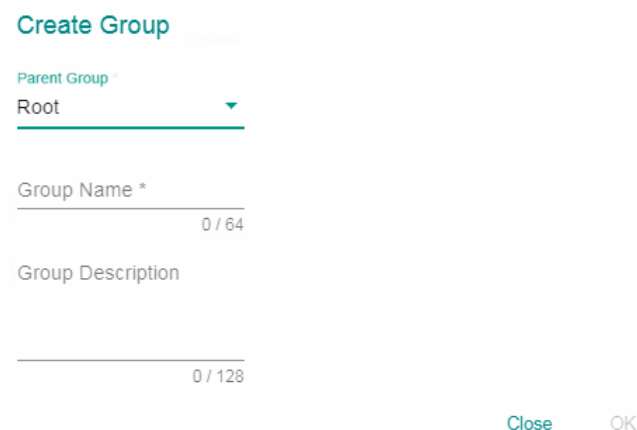 Create Group
Parent Group *
Root
Group Name *
0 / 64
Group Description
0 / 128
Close OK